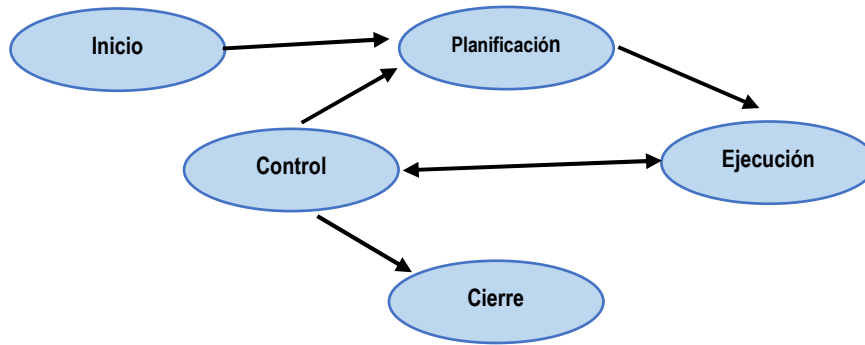 Inicio
Planificación
Control
Ejecución
Cierre